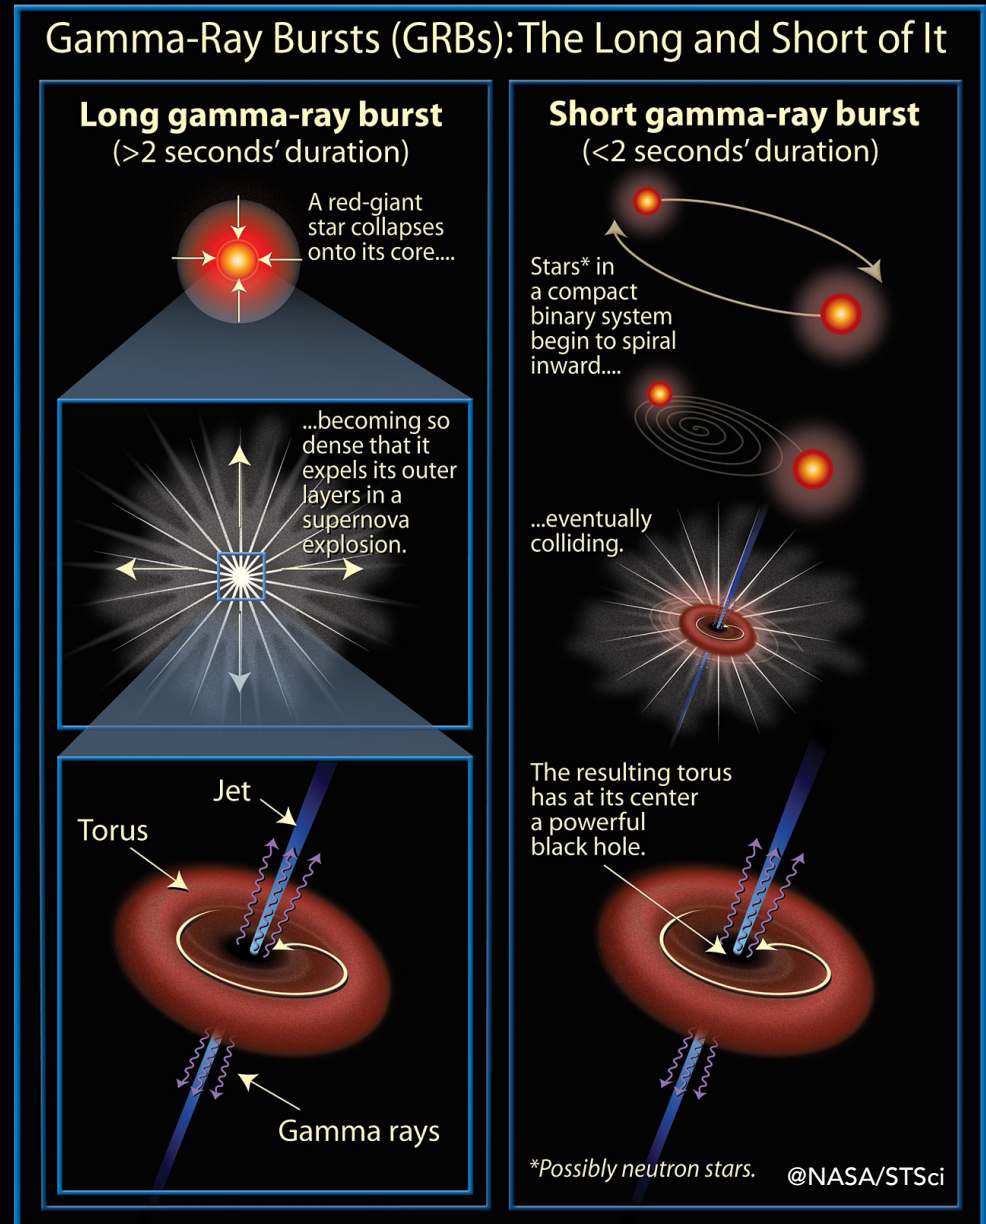 Gamma-Ray Bursts (GRBs): The Long and Short of It
Long gamma-ray burst
(>2 seconds’ duration)
A red-giant
star collapses
onto its core....
...becoming so
dense that it
expels its outer
layers in a
supernova
explosion.
Jet
Torus
Gamma rays
Short gamma-ray burst
(<2 seconds’ duration)
Stars* in
a compact
binary system
begin to spiral
inward....
...eventually
colliding.
The resulting torus
has at its center
a powerful
black hole.
*Possibly neutron stars.
@NASA/STSci